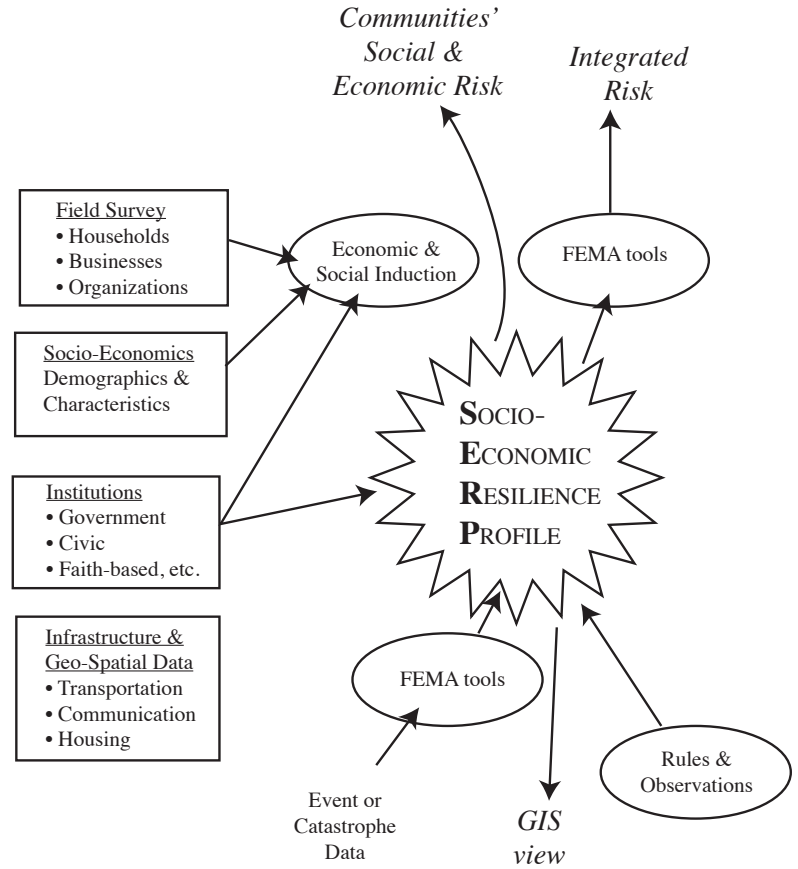 Communities’
Social &
Economic Risk
Integrated
Risk
Field Survey
• Households
• Businesses
• Organizations
Economic &
Social Induction
FEMA tools
Socio-Economics
Demographics &
Characteristics
SOCIO-
ECONOMIC
RESILIENCE
PROFILE
Institutions
• Government
• Civic
• Faith-based, etc.
Infrastructure &
Geo-Spatial Data
• Transportation
• Communication
• Housing
FEMA tools
Rules &
Observations
Event or
Catastrophe
Data
GIS
view